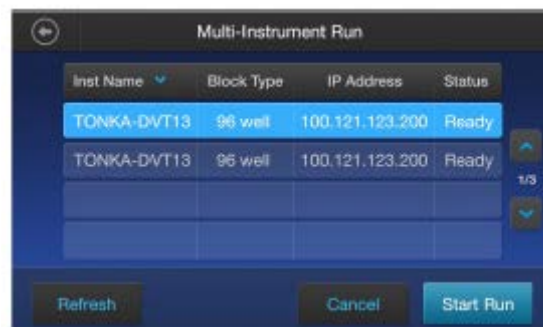 Multi-Instrument Run
Inst Name Block Type IP Address Status
TONKA-DVT13 96 well 100.121.123.200 Ready
TONKA-DVT13 96 well 100.121.123.200 Ready
1/3
Refresh Cancel Start Run